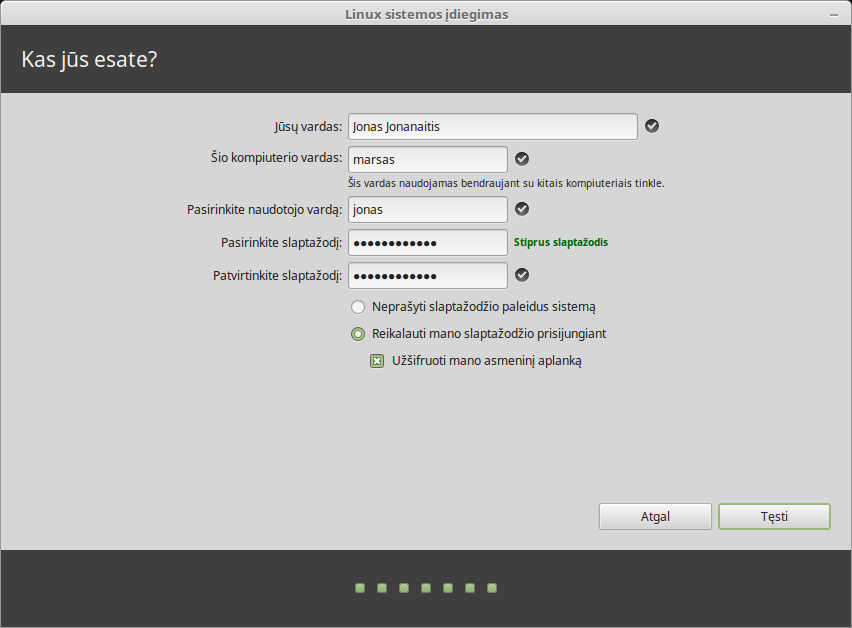 Linux sistemos įdiegimas
Kas jūs esate?
Jūsų vardas: Jonas Jonanaitis
Šio kompiuterio vardas: marsas
Šis vardas naudojamas bendraujant su kitais kompiuteriais tinkle.
Pasirinkite naudotojo vardą: jonas
Pasirinkite slaptažodį: ●●●●●●●●●●●● Stiprus slaptažodis
Patvirtinkite slaptažodį: ●●●●●●●●●●●●
Neprašyti slaptažodžio paleidus sistemą
Reikalauti mano slaptažodžio prisijungiant
Užšifruoti mano asmeninį aplanką
Atgal Tęsti